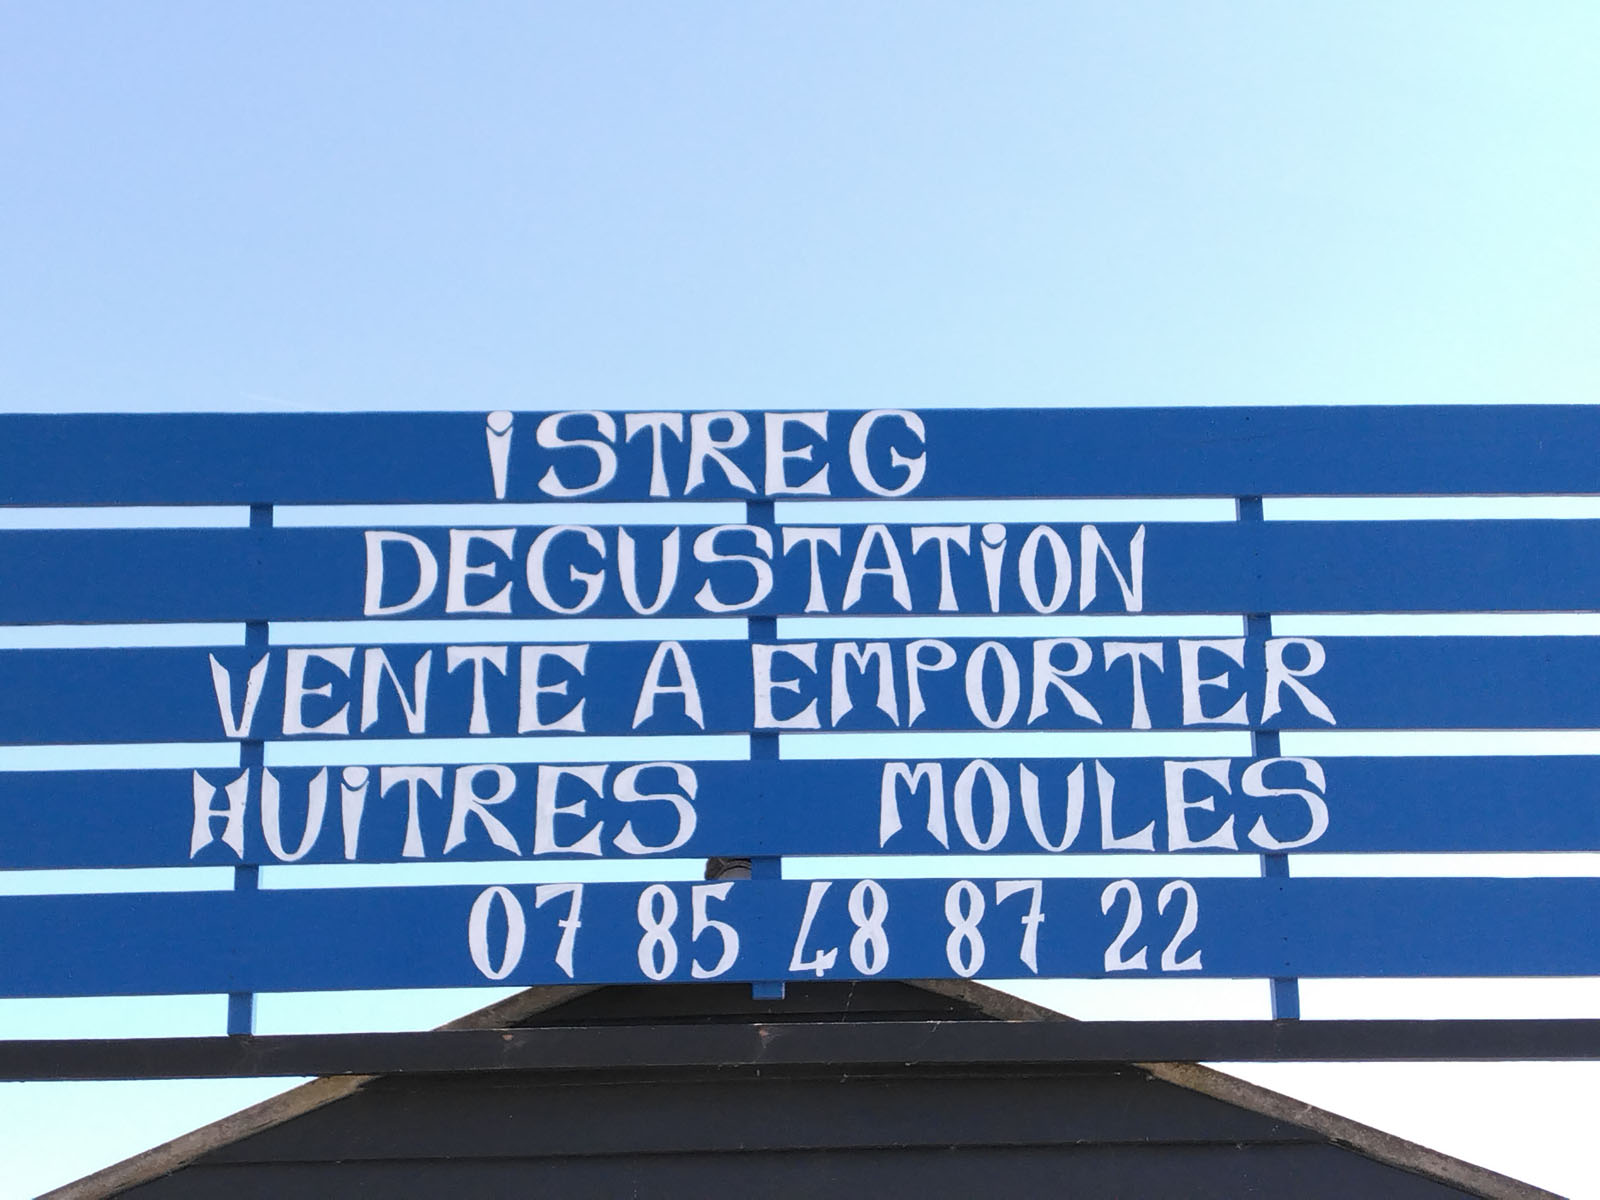 iSTREG
DEGUSTATiON
VENTE A EMPORTER
HUiTRES MOULES
07 85 48 87 22